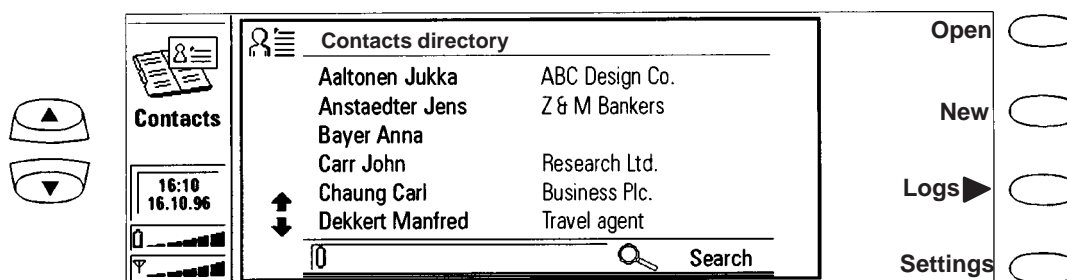 Contacts
16:10
16.10.96
Contacts directory
Aaltonen Jukka ABC Design Co.
Anstaedter Jens Z & M Bankers
Bayer Anna
Carr John Research Ltd.
Chaung Carl Business Plc.
Dekkert Manfred Travel agent
Search
Open
New
Logs
Settings